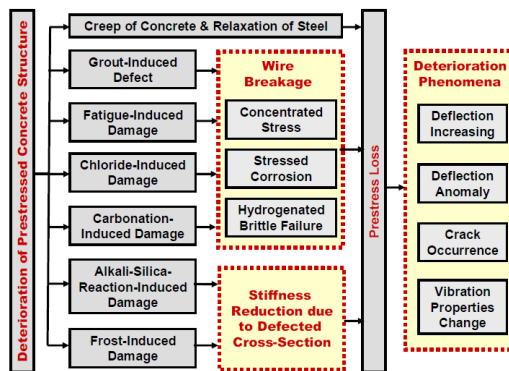 Deterioration of Prestressed Concrete Structure
Creep of Concrete & Relaxation of Steel
Grout-Induced
Defect
Fatigue-Induced
Damage
Chloride-Induced
Damage
Carbonation-
Induced Damage
Alkali-Silica-
Reaction-Induced
Damage
Frost-Induced
Damage
Wire
Breakage
Concentrated
Stress
Stressed
Corrosion
Hydrogenated
Brittle Failure
Stiffness
Reduction due
to Defected
Cross-Section
Prestress Loss
Deterioration
Phenomena
Deflection
Increasing
Deflection
Anomaly
Crack
Occurrence
Vibration
Properties
Change